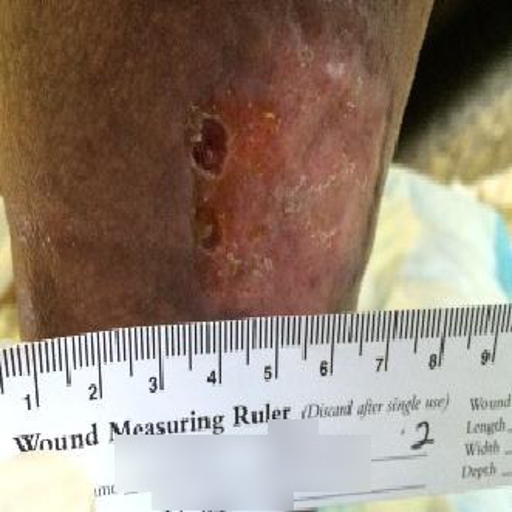 1 2 3 4 5 6 7 8 9
Wound Measuring Ruler (Discard after single use) Wound
2 Length
Width
Depth